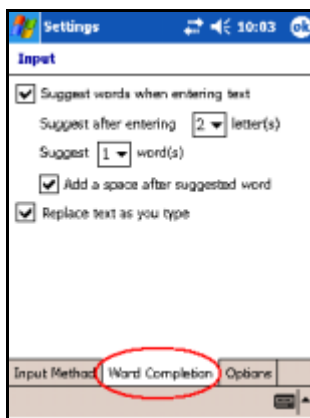 Settings 10:03 ok
Input
Suggest words when entering text
Suggest after entering 2 letter(s)
Suggest 1 word(s)
Add a space after suggested word
Replace text as you type
Input Method Word Completion Options